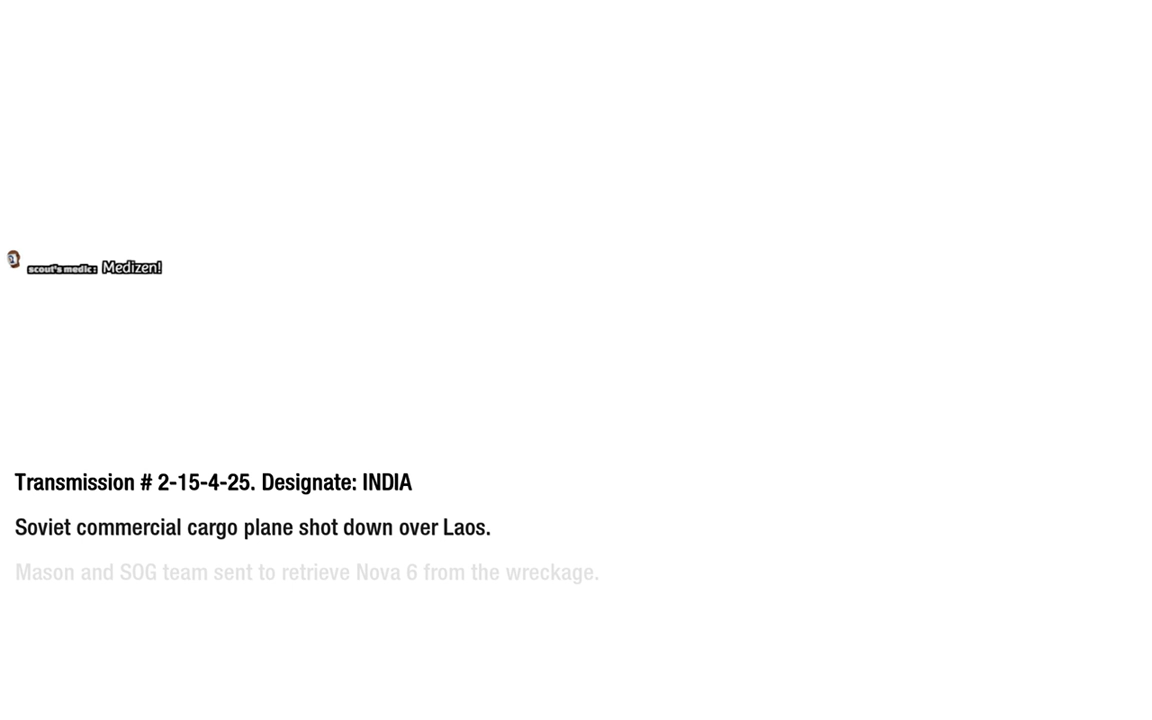 scout's medic: Medizen!
Transmission # 2-15-4-25. Designate: INDIA
Soviet commercial cargo plane shot down over Laos.
Mason and SOG team sent to retrieve Nova 6 from the wreckage.